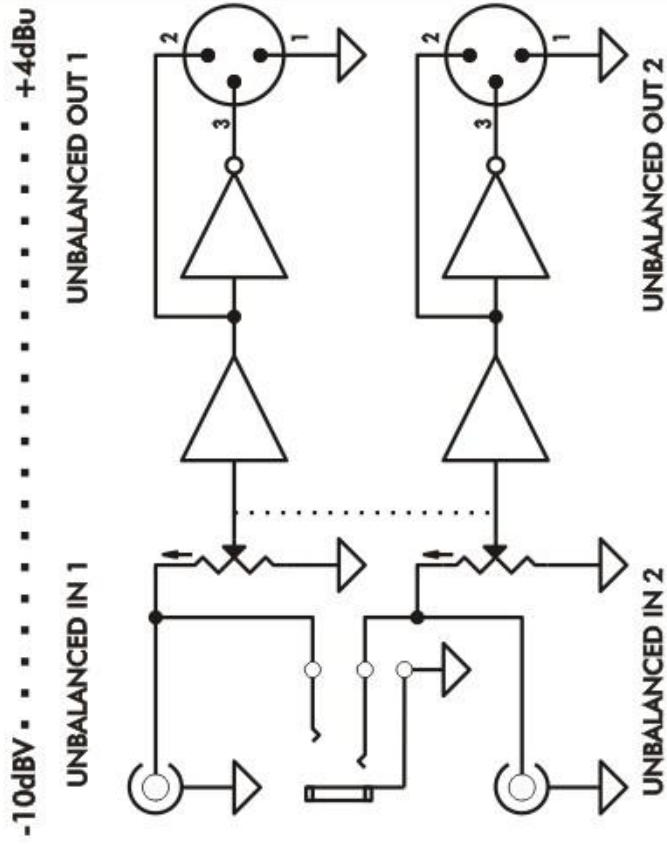 -10dBV +4dBu
UNBALANCED IN 1
UNBALANCED OUT 1
2
1
3
2
1
3
UNBALANCED IN 2
UNBALANCED OUT 2